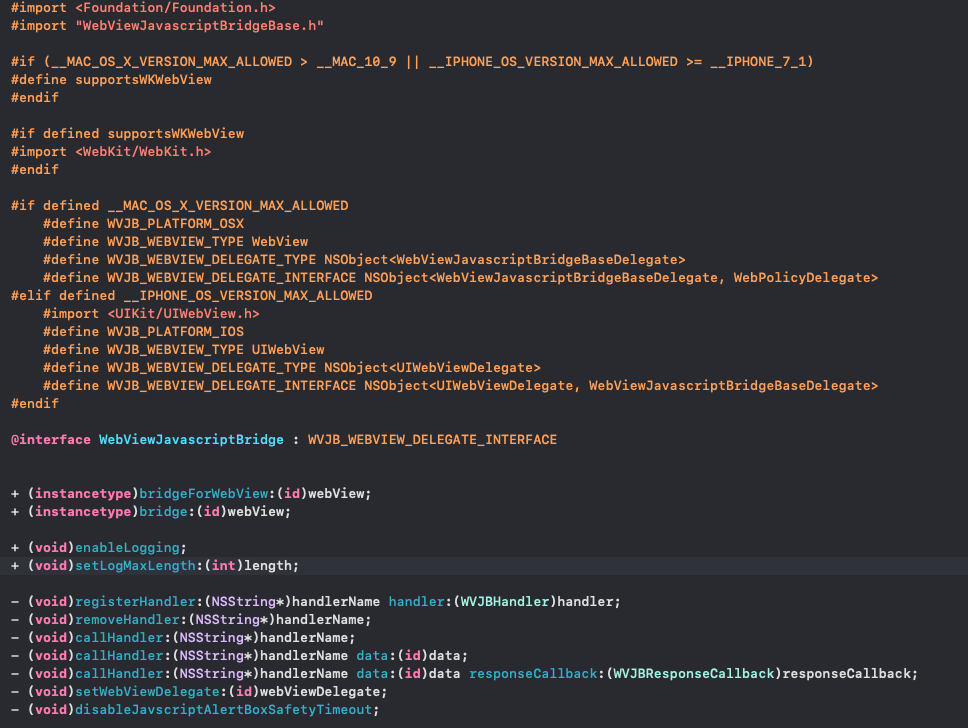 #import <Foundation/Foundation.h>
#import "WebViewJavascriptBridgeBase.h"
#if (__MAC_OS_X_VERSION_MAX_ALLOWED > __MAC_10_9 || __IPHONE_OS_VERSION_MAX_ALLOWED >= __IPHONE_7_1)
#define supportsWKWebView
#endif
#if defined supportsWKWebView
#import <WebKit/WebKit.h>
#endif
#if defined __MAC_OS_X_VERSION_MAX_ALLOWED
    #define WVJB_PLATFORM_OSX
    #define WVJB_WEBVIEW_TYPE WebView
    #define WVJB_WEBVIEW_DELEGATE_TYPE NSObject<WebViewJavascriptBridgeBaseDelegate>
    #define WVJB_WEBVIEW_DELEGATE_INTERFACE NSObject<WebViewJavascriptBridgeBaseDelegate, WebPolicyDelegate>
#elif defined __IPHONE_OS_VERSION_MAX_ALLOWED
    #import <UIKit/UIWebView.h>
    #define WVJB_PLATFORM_IOS
    #define WVJB_WEBVIEW_TYPE UIWebView
    #define WVJB_WEBVIEW_DELEGATE_TYPE NSObject<UIWebViewDelegate>
    #define WVJB_WEBVIEW_DELEGATE_INTERFACE NSObject<UIWebViewDelegate, WebViewJavascriptBridgeBaseDelegate>
#endif
@interface WebViewJavascriptBridge : WVJB_WEBVIEW_DELEGATE_INTERFACE
+ (instancetype)bridgeForWebView:(id)webView;
+ (instancetype)bridge:(id)webView;
+ (void)enableLogging;
+ (void)setLogMaxLength:(int)length;
- (void)registerHandler:(NSString*)handlerName handler:(WVJBHandler)handler;
- (void)removeHandler:(NSString*)handlerName;
- (void)callHandler:(NSString*)handlerName;
- (void)callHandler:(NSString*)handlerName data:(id)data;
- (void)callHandler:(NSString*)handlerName data:(id)data responseCallback:(WVJBResponseCallback)responseCallback;
- (void)setWebViewDelegate:(id)webViewDelegate;
- (void)disableJavscriptAlertBoxSafetyTimeout;